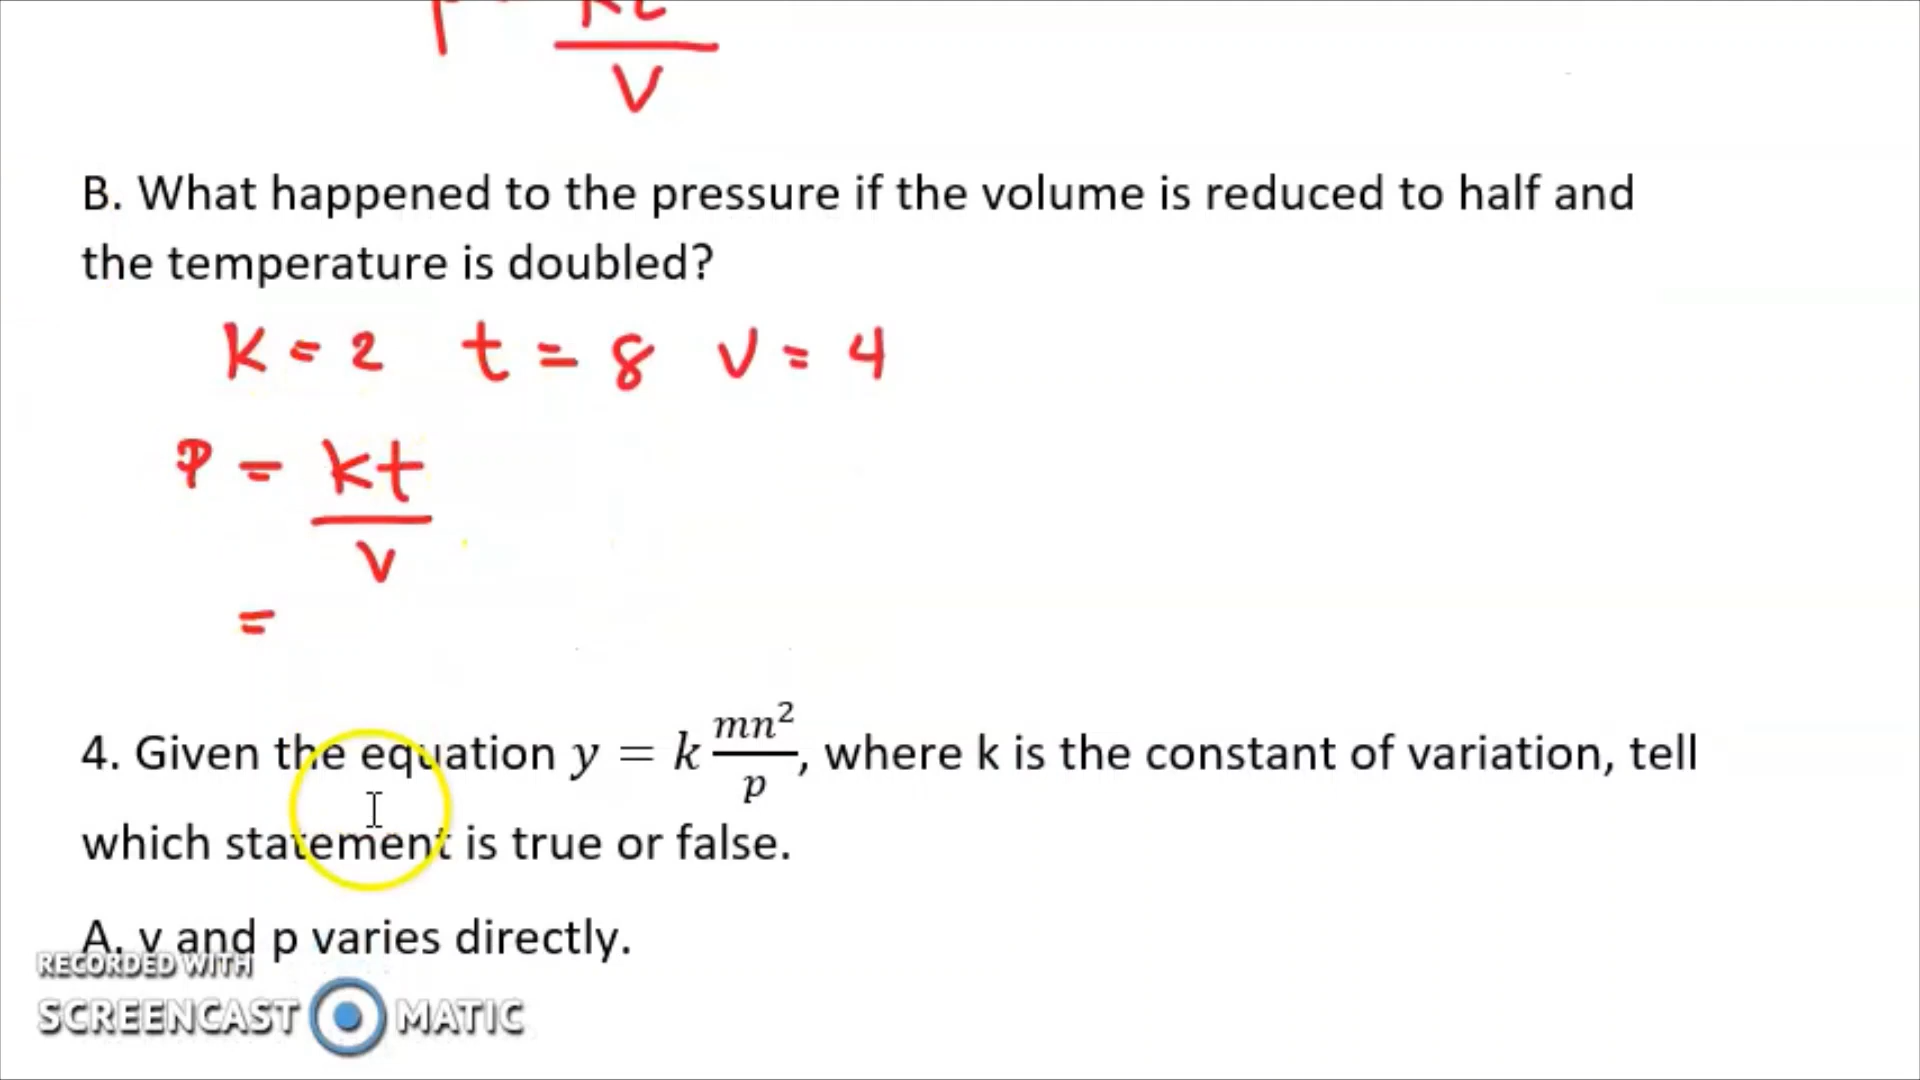 P = kt
V
B. What happened to the pressure if the volume is reduced to half and
the temperature is doubled?
K = 2 t = 8 V = 4
P = kt
V
=
4. Given the equation y = k mn²/p, where k is the constant of variation, tell
which statement is true or false.
A. y and p varies directly.
RECORDED WITH
SCREENCAST MATIC